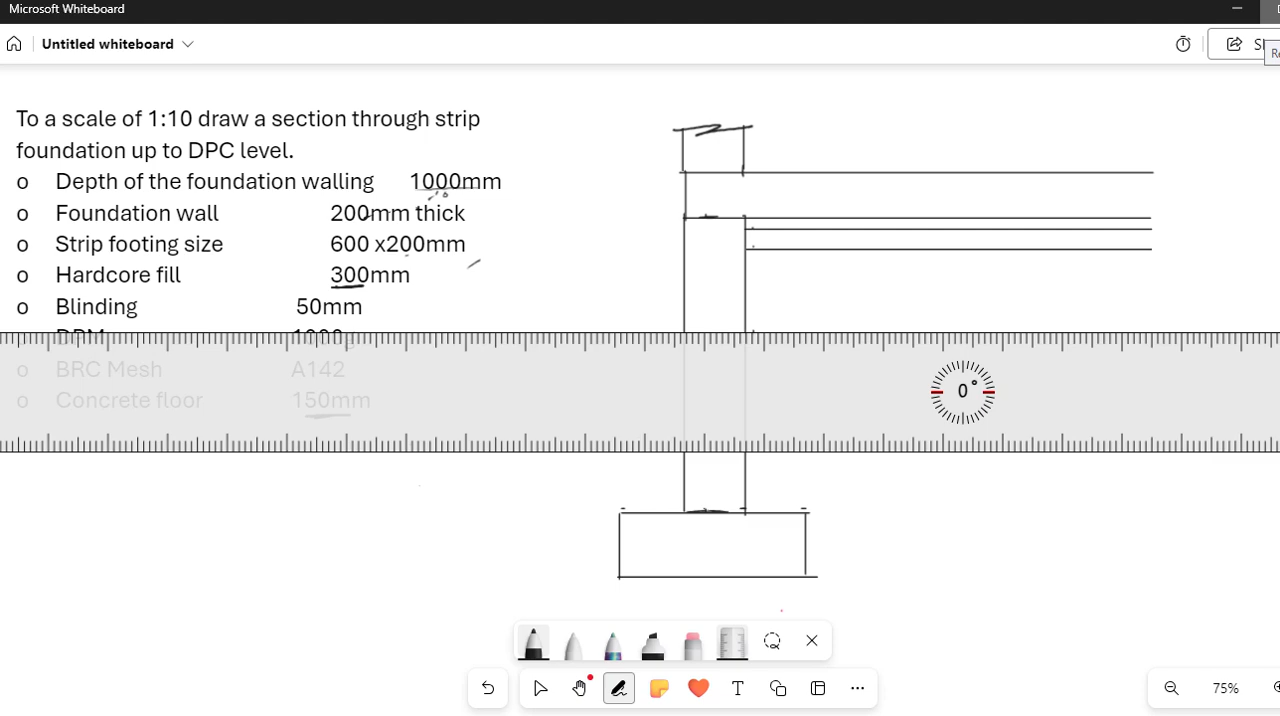 Microsoft Whiteboard
Untitled whiteboard
To a scale of 1:10 draw a section through strip
foundation up to DPC level.
o Depth of the foundation walling 1000mm
o Foundation wall 200mm thick
o Strip footing size 600 x200mm
o Hardcore fill 300mm
o Blinding 50mm
o DPM 1000g
o BRC Mesh A142
o Concrete floor 150mm
0°
75%